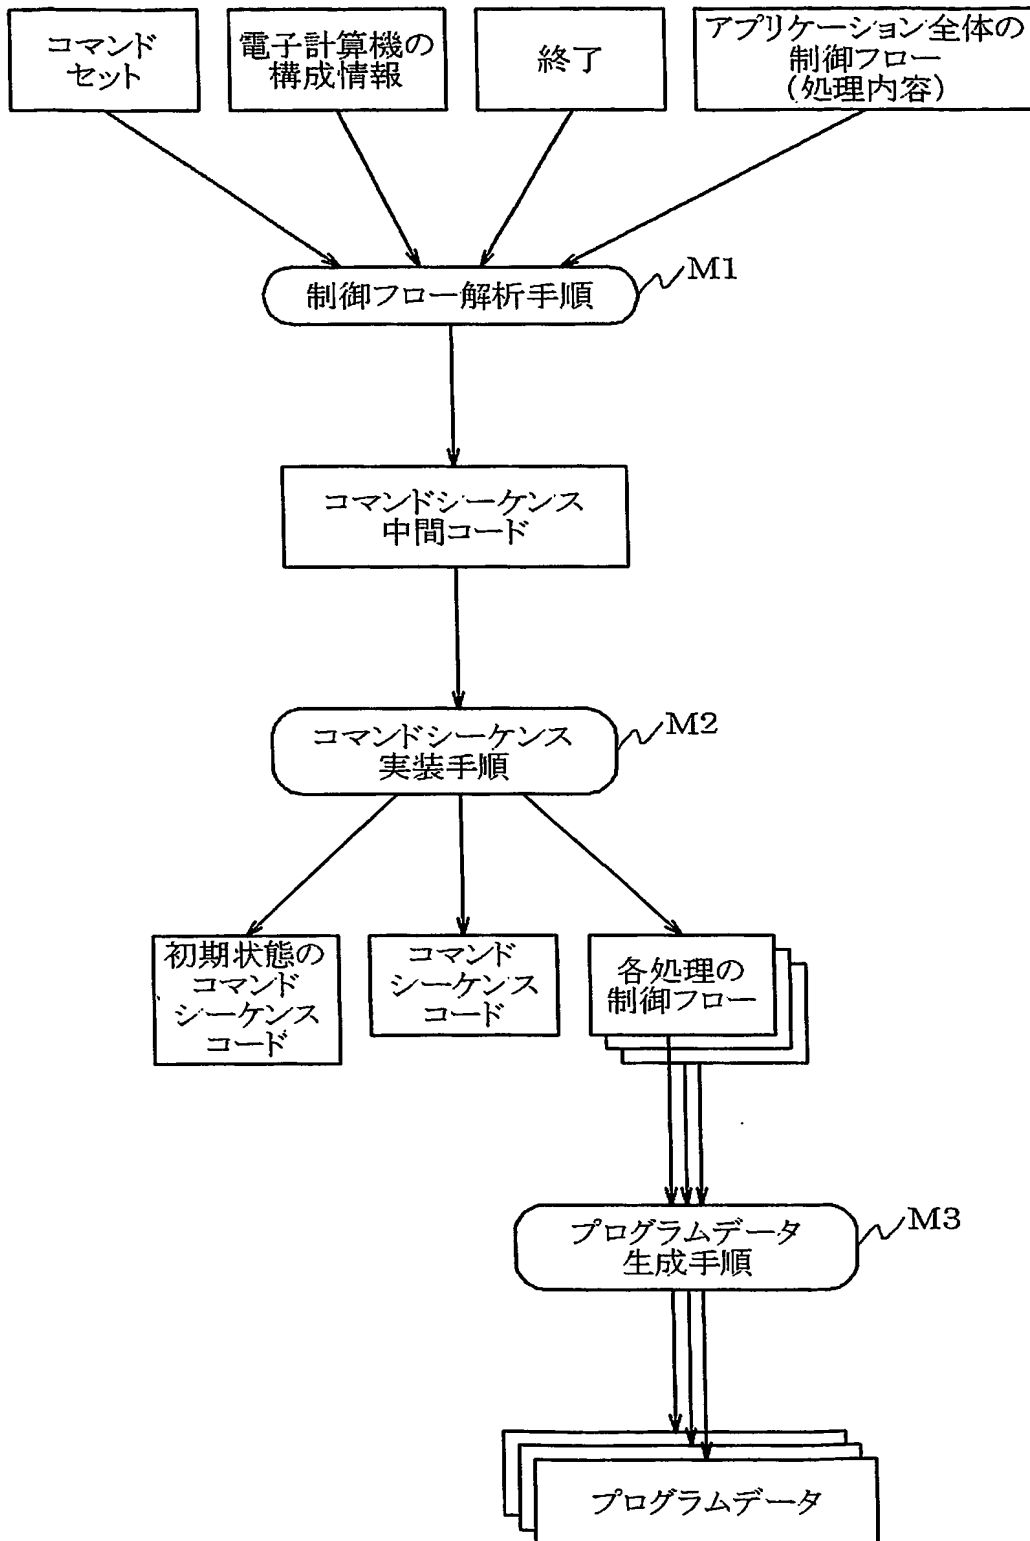 コマンド
セット
電子計算機の
構成情報
終了
アプリケーション全体の
制御フロー
(処理内容)
制御フロー解析手順
M1
コマンドシーケンス
中間コード
コマンドシーケンス
実装手順
M2
初期状態の
コマンド
シーケンス
コード
コマンド
シーケンス
コード
各処理の
制御フロー
プログラムデータ
生成手順
M3
プログラムデータ